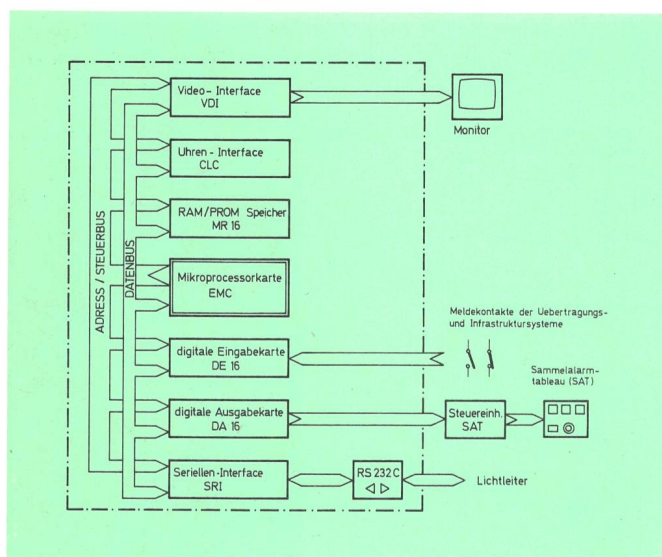 Video-Interface
VDI
Monitor
Uhren-Interface
CLC
RAM/PROM Speicher
MR 16
ADRESS / STEUERBUS
DATENBUS
Mikroprocessorkarte
EMC
Meldekontakte der Uebertragungs-
und Infrastruktursysteme
digitale Eingabekarte
DE 16
Sammelalarm-
tableau (SAT)
digitale Ausgabekarte
DA 16
Steuereinh.
SAT
Seriellen-Interface
SRI
RS 232 C
Lichtleiter